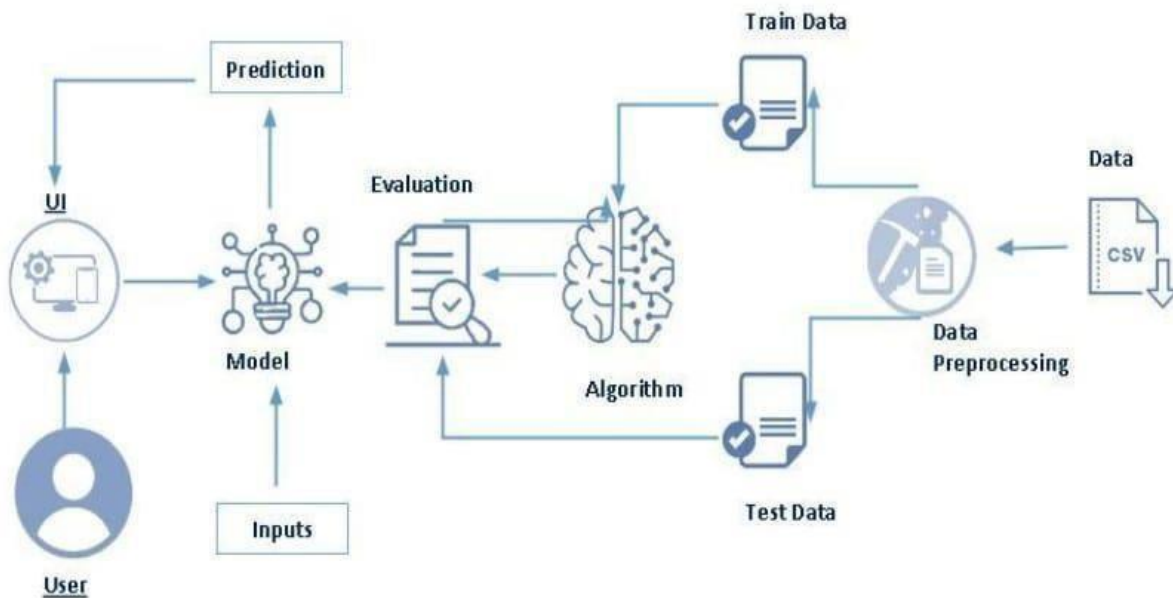 Train Data
Prediction
Data
Evaluation
UI
CSV
Model
Data
Preprocessing
Algorithm
Inputs
Test Data
User